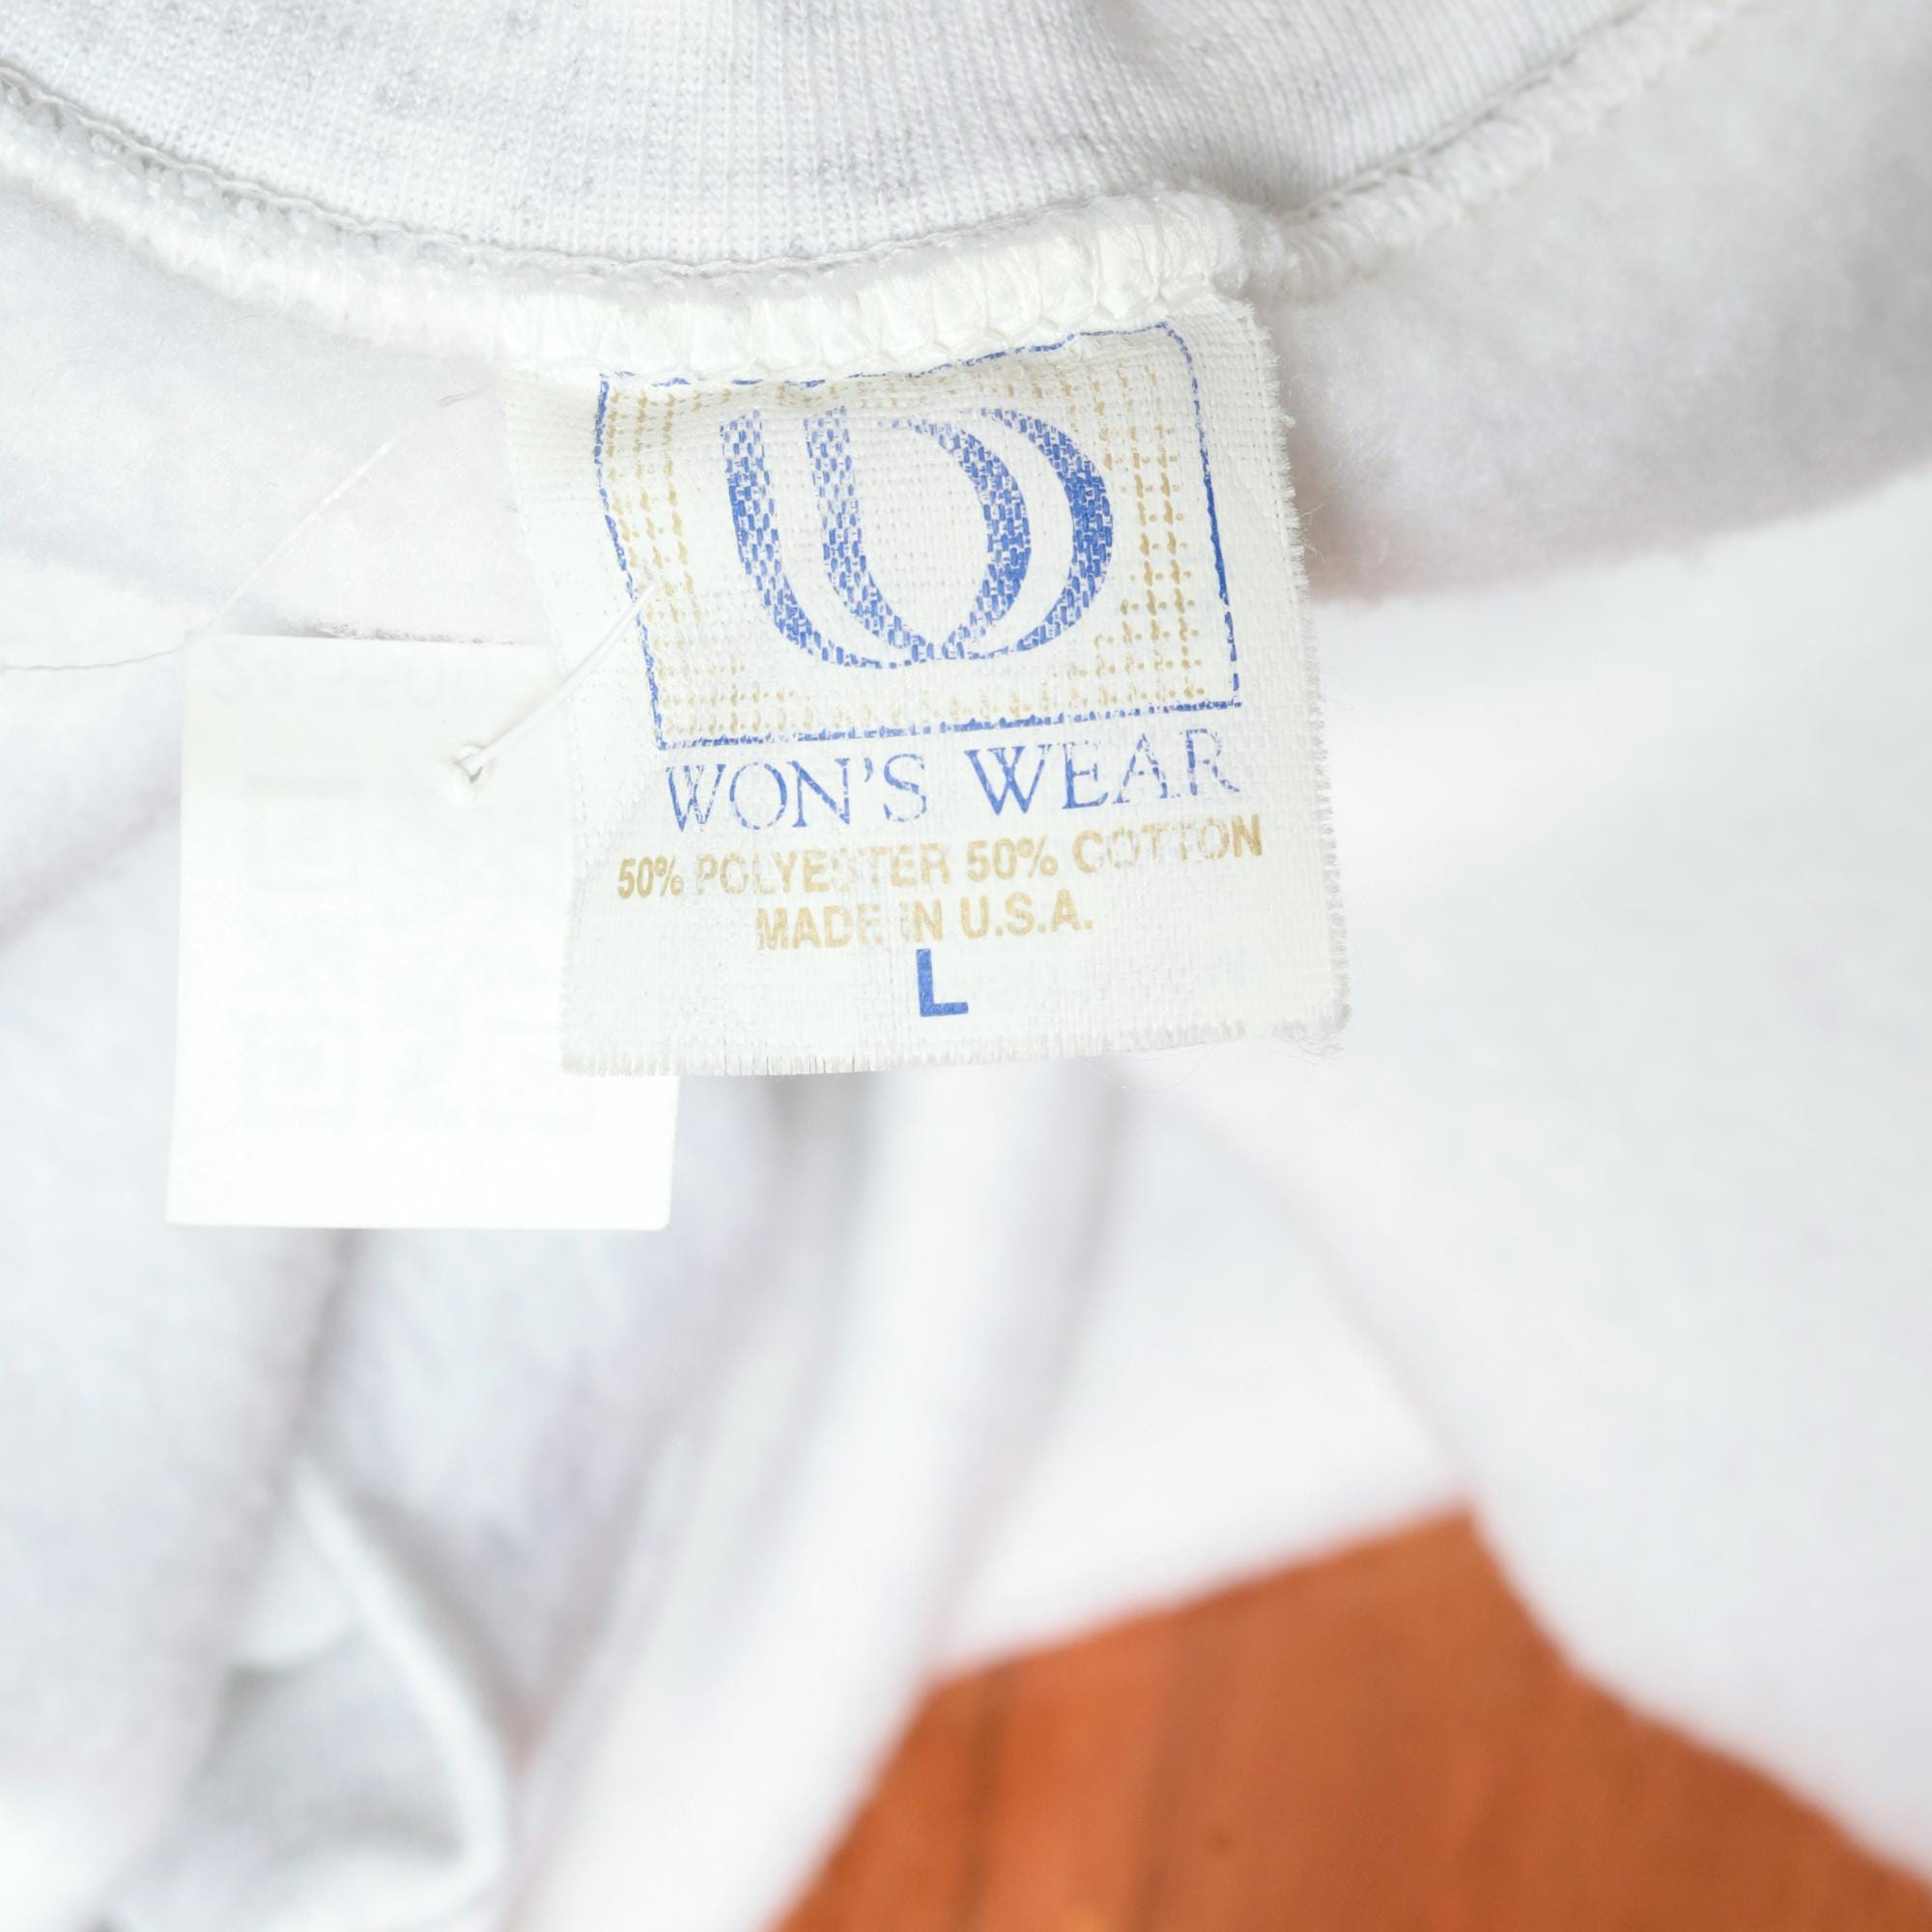 WON'S WEAR
50% POLYESTER 50% COTTON
MADE IN U.S.A.
L